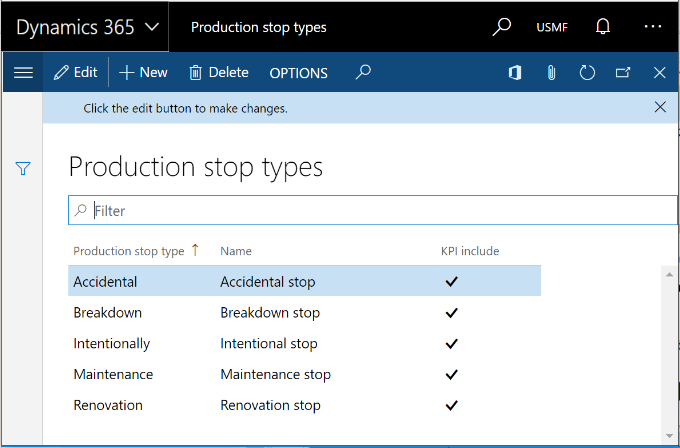 Dynamics 365 Production stop types USMF ...
Edit New Delete OPTIONS
Click the edit button to make changes.
Production stop types
Filter
Production stop type ↑ Name KPI include
Accidental Accidental stop ✔
Breakdown Breakdown stop ✔
Intentionally Intentional stop ✔
Maintenance Maintenance stop ✔
Renovation Renovation stop ✔